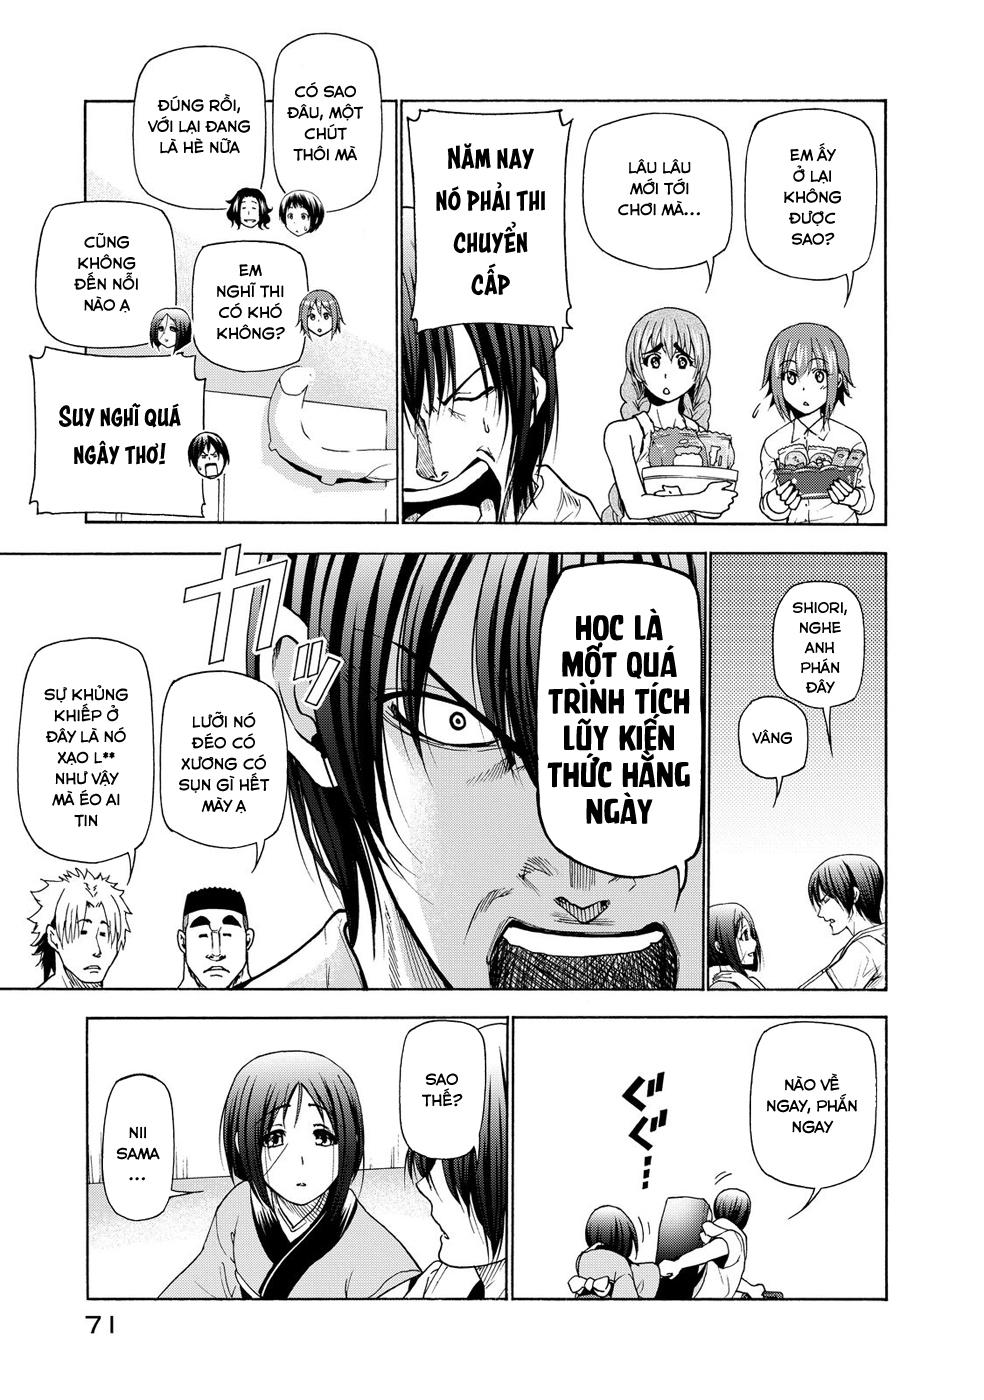 EM ẤY
Ở LẠI
KHÔNG
ĐƯỢC
SAO?
LÂU LÂU
MỚI TỚI
CHƠI MÀ...
NĂM NAY
NÓ PHẢI THI
CHUYỂN
CẤP
CÓ SAO
ĐÂU, MỘT
CHÚT
THÔI MÀ
ĐÚNG RỒI,
VỚI LẠI ĐANG
LÀ HÈ NỮA
EM
NGHĨ THI
CÓ KHÓ
KHÔNG?
CŨNG
KHÔNG
ĐẾN NỖI
NÀO Ạ
SUY NGHĨ QUÁ
NGÂY THƠ!
SHIORI,
NGHE
ANH
PHÁN
ĐÂY
VÂNG
HỌC LÀ
MỘT QUÁ
TRÌNH TÍCH
LŨY KIẾN
THỨC HẰNG
NGÀY
カッ
LƯỠI NÓ
ĐÉO CÓ
XƯƠNG CÓ
SỤN GÌ HẾT
MÀY Ạ
SỰ KHỦNG
KHIẾP Ở
ĐÂY LÀ NÓ
XẠO L**
NHƯ VẬY
MÀ ÉO AI
TIN
NÀO VỀ
NGAY, PHẮN
NGAY
ググ...
SAO
THẾ?
NII
SAMA
...
71